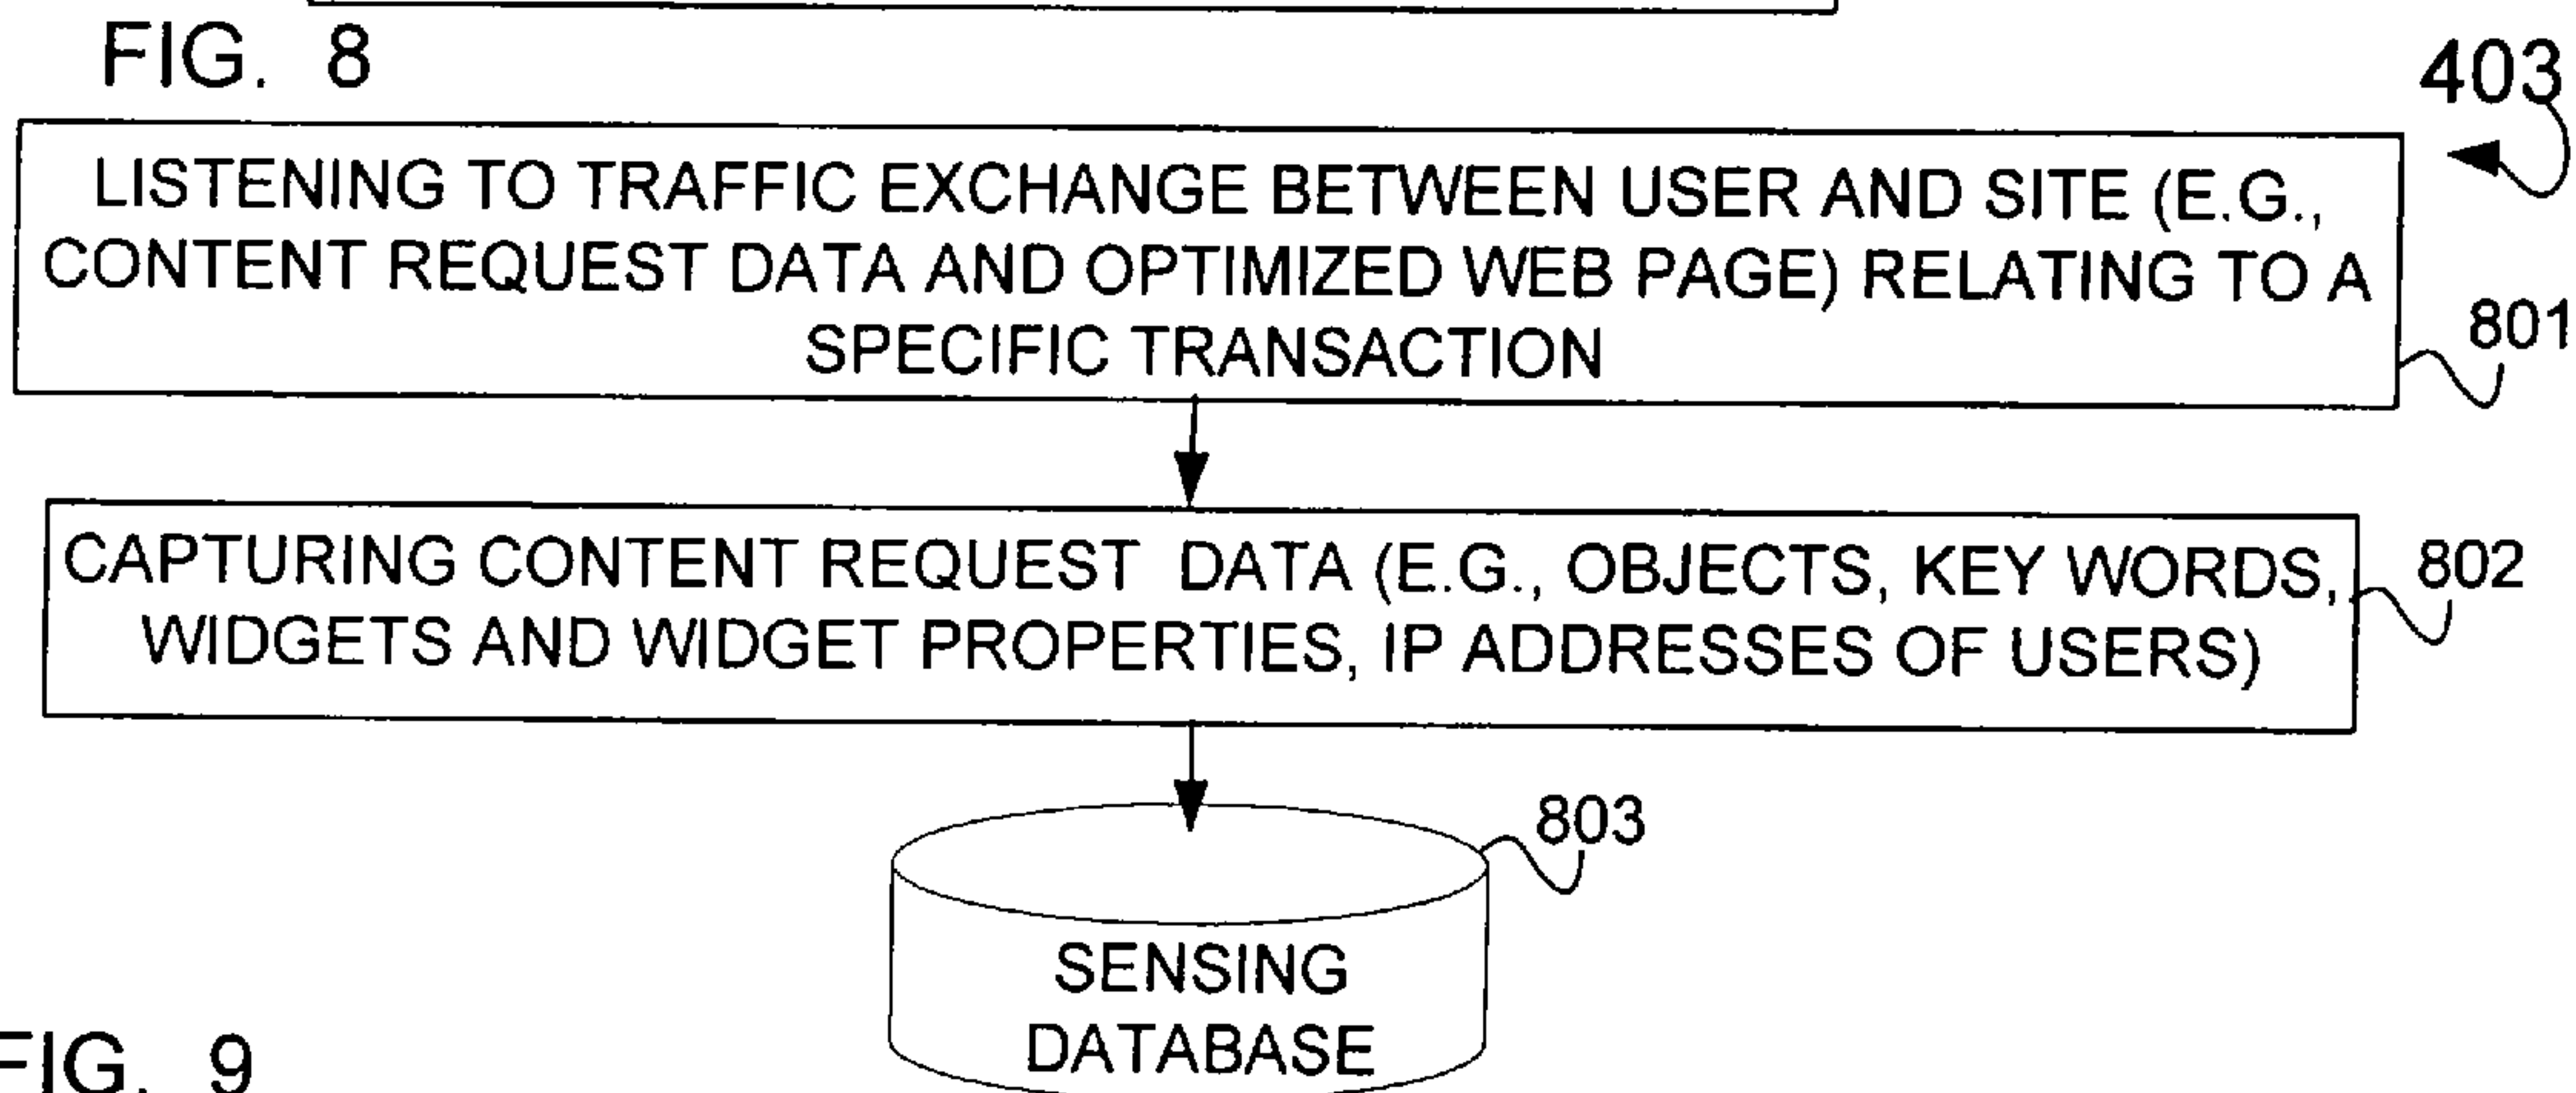 FIG. 8
403
LISTENING TO TRAFFIC EXCHANGE BETWEEN USER AND SITE (E.G.,
CONTENT REQUEST DATA AND OPTIMIZED WEB PAGE) RELATING TO A
SPECIFIC TRANSACTION
801
CAPTURING CONTENT REQUEST DATA (E.G., OBJECTS, KEY WORDS,
WIDGETS AND WIDGET PROPERTIES, IP ADDRESSES OF USERS)
802
803
SENSING
DATABASE
FIG. 9